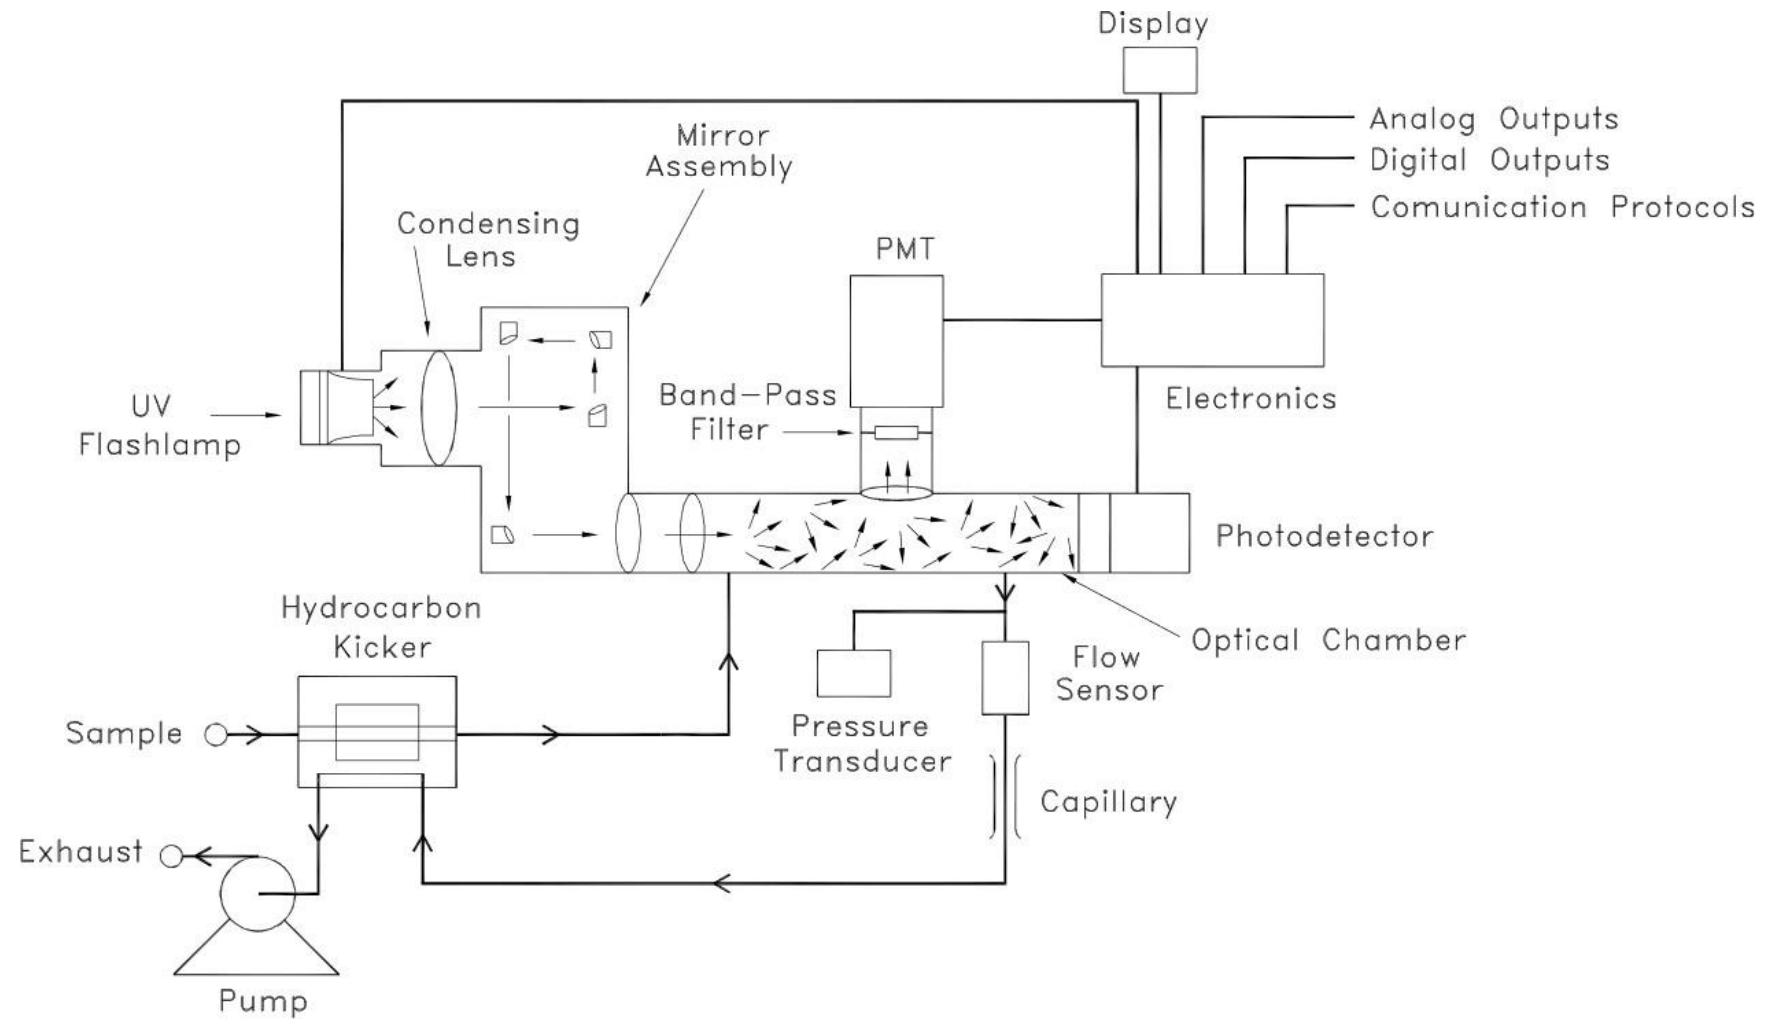 Display
Analog Outputs
Digital Outputs
Comunication Protocols
Mirror
Assembly
Condensing
Lens
PMT
Band-Pass
Filter
Electronics
UV
Flashlamp
Photodetector
Hydrocarbon
Kicker
Optical Chamber
Flow
Sensor
Sample
Pressure
Transducer
Capillary
Exhaust
Pump